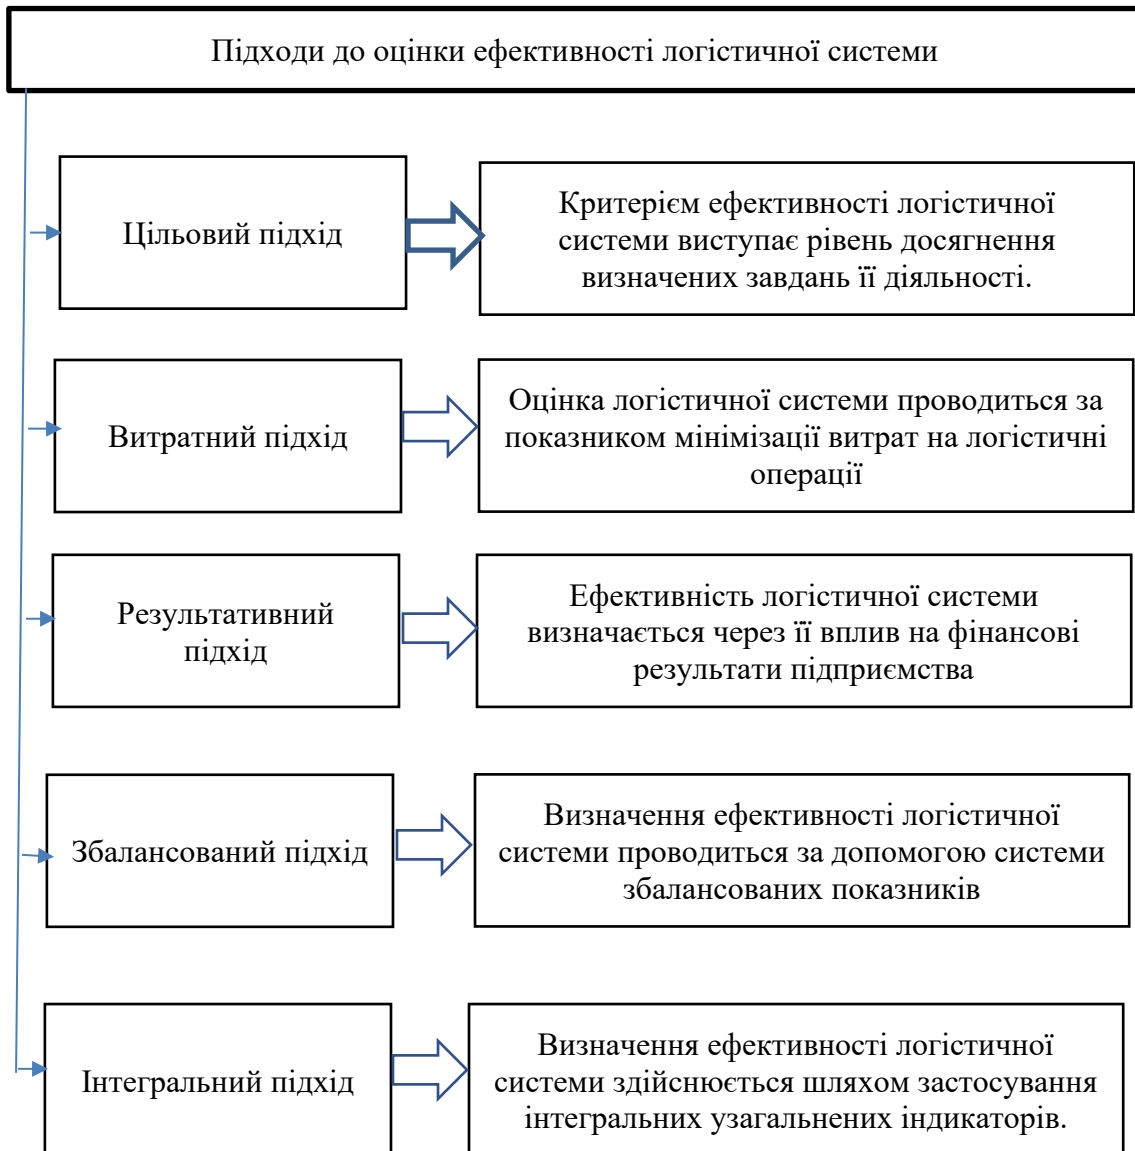 Підходи до оцінки ефективності логістичної системи
Цільовий підхід
Критерієм ефективності логістичної
системи виступає рівень досягнення
визначених завдань її діяльності.
Витратний підхід
Оцінка логістичної системи проводиться за
показником мінімізації витрат на логістичні
операції
Результативний
підхід
Ефективність логістичної системи
визначається через її вплив на фінансові
результати підприємства
Збалансований підхід
Визначення ефективності логістичної
системи проводиться за допомогою системи
збалансованих показників
Інтегральний підхід
Визначення ефективності логістичної
системи здійснюється шляхом застосування
інтегральних узагальнених індикаторів.